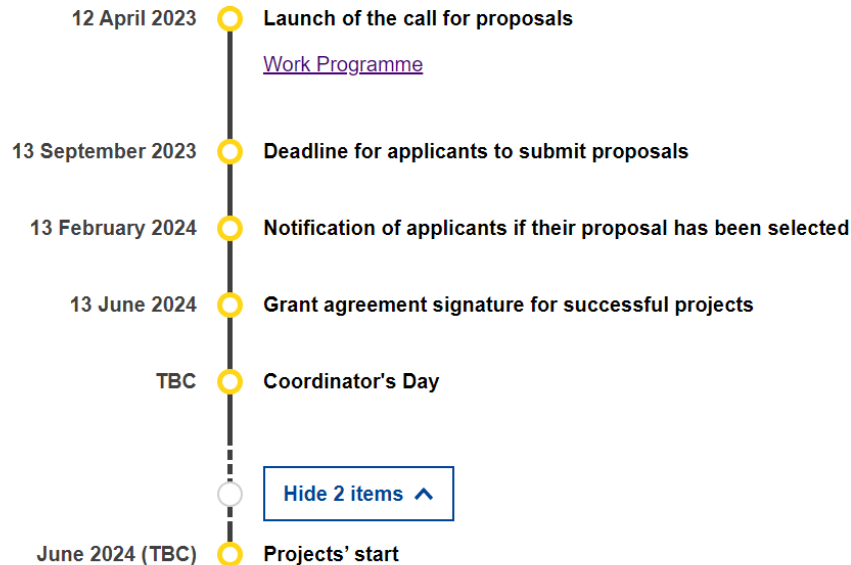 12 April 2023 Launch of the call for proposals
Work Programme
13 September 2023 Deadline for applicants to submit proposals
13 February 2024 Notification of applicants if their proposal has been selected
13 June 2024 Grant agreement signature for successful projects
TBC Coordinator's Day
Hide 2 items
June 2024 (TBC) Projects’ start